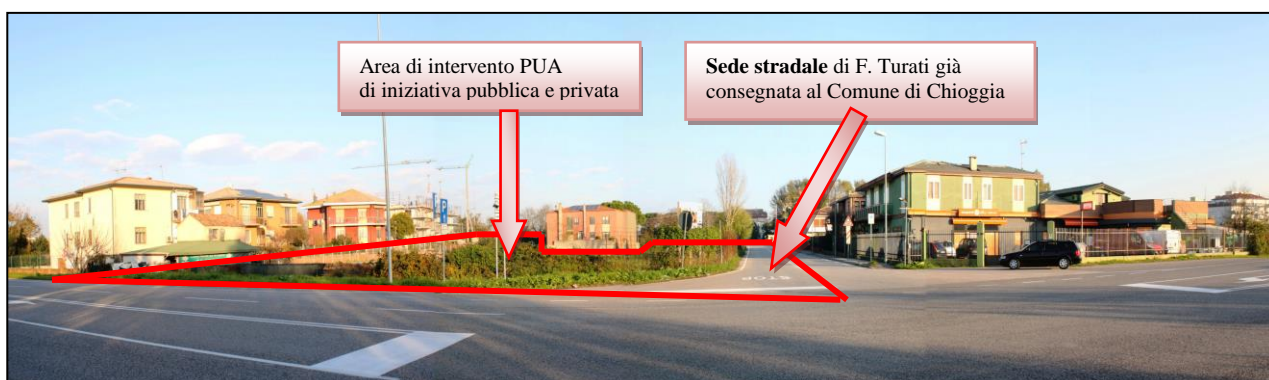 Area di intervento PUA
di iniziativa pubblica e privata
Sede stradale di F. Turati già
consegnata al Comune di Chioggia
P
STOP